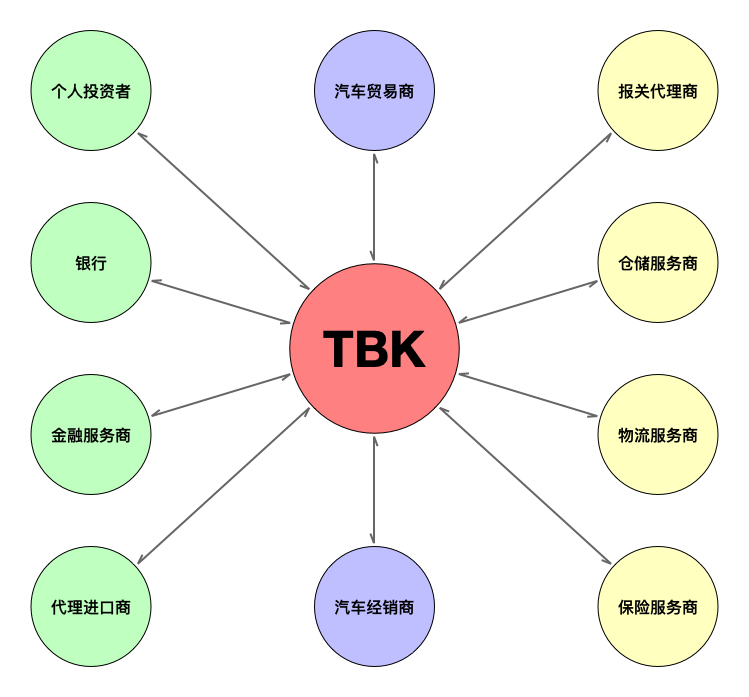 个人投资者
汽车贸易商
报关代理商
银行
仓储服务商
TBK
金融服务商
物流服务商
代理进口商
汽车经销商
保险服务商